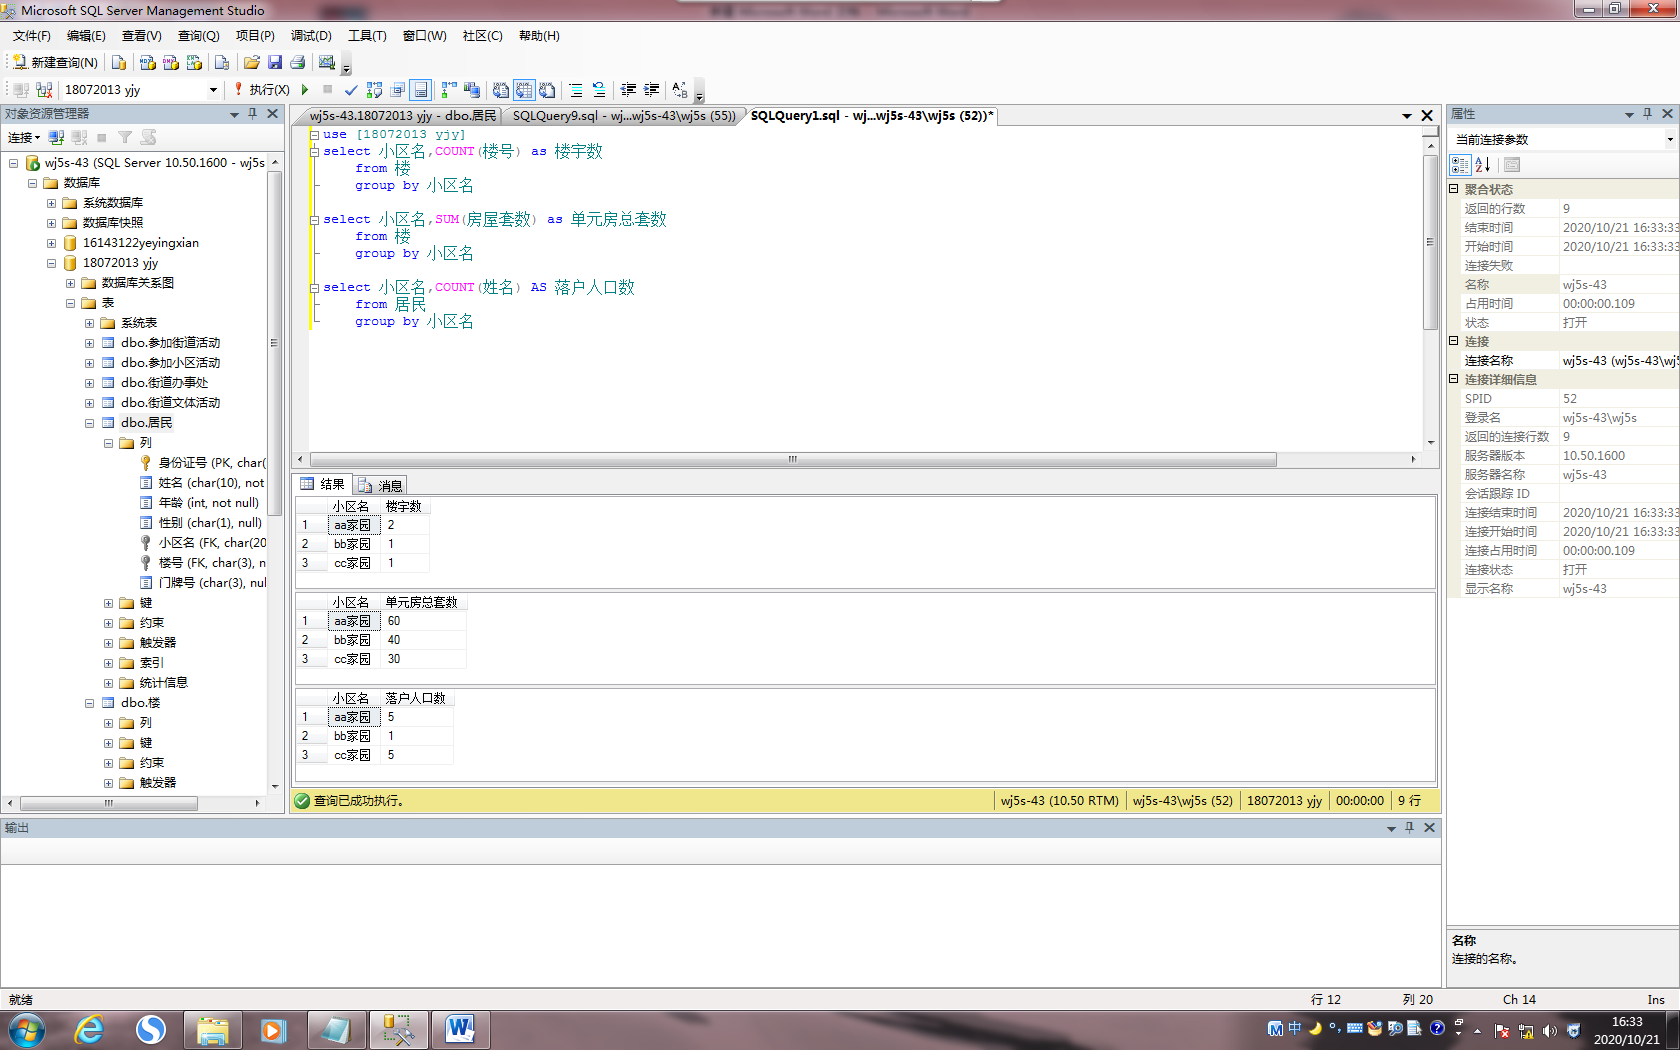 Microsoft SQL Server Management Studio
文件(F) 编辑(E) 查看(V) 查询(Q) 项目(P) 调试(D) 工具(T) 窗口(W) 社区(C) 帮助(H)
新建查询(N)
18072013 yjy 执行(X)
对象资源管理器
连接
wj5s-43 (SQL Server 10.50.1600 - wj5s
数据库
系统数据库
数据库快照
16143122yeyingxian
18072013 yjy
数据库关系图
表
系统表
dbo.参加街道活动
dbo.参加小区活动
dbo.街道办事处
dbo.街道文体活动
dbo.居民
列
身份证号 (PK, char(
姓名 (char(10), not
年龄 (int, not null)
性别 (char(1), null)
小区名 (FK, char(20
楼号 (FK, char(3), n
门牌号 (char(3), nul
键
约束
触发器
索引
统计信息
dbo.楼
列
键
约束
触发器
wj5s-43.18072013 yjy - dbo.居民 SQLQuery9.sql - wj...wj5s-43\wj5s (55)) SQLQuery1.sql - wj...wj5s-43\wj5s (52))*
use [18072013 yjy]
select 小区名,COUNT(楼号) as 楼宇数
from 楼
group by 小区名
select 小区名,SUM(房屋套数) as 单元房总套数
from 楼
group by 小区名
select 小区名,COUNT(姓名) AS 落户人口数
from 居民
group by 小区名
结果 消息
小区名 楼宇数
1 aa家园 2
2 bb家园 1
3 cc家园 1
小区名 单元房总套数
1 aa家园 60
2 bb家园 40
3 cc家园 30
小区名 落户人口数
1 aa家园 5
2 bb家园 1
3 cc家园 5
查询已成功执行。 wj5s-43 (10.50 RTM) wj5s-43\wj5s (52) 18072013 yjy 00:00:00 9 行
属性
当前连接参数
聚合状态
返回的行数 9
结束时间 2020/10/21 16:33:33
开始时间 2020/10/21 16:33:33
连接失败
名称 wj5s-43
占用时间 00:00:00.109
状态 打开
连接
连接名称 wj5s-43 (wj5s-43\wj5
连接详细信息
SPID 52
登录名 wj5s-43\wj5s
返回的连接行数 9
服务器版本 10.50.1600
服务器名称 wj5s-43
会话跟踪 ID
连接结束时间 2020/10/21 16:33:33
连接开始时间 2020/10/21 16:33:33
连接占用时间 00:00:00.109
连接状态 打开
显示名称 wj5s-43
名称
连接的名称。
输出
就绪 行 12 列 20 Ch 14 Ins
中
16:33
2020/10/21